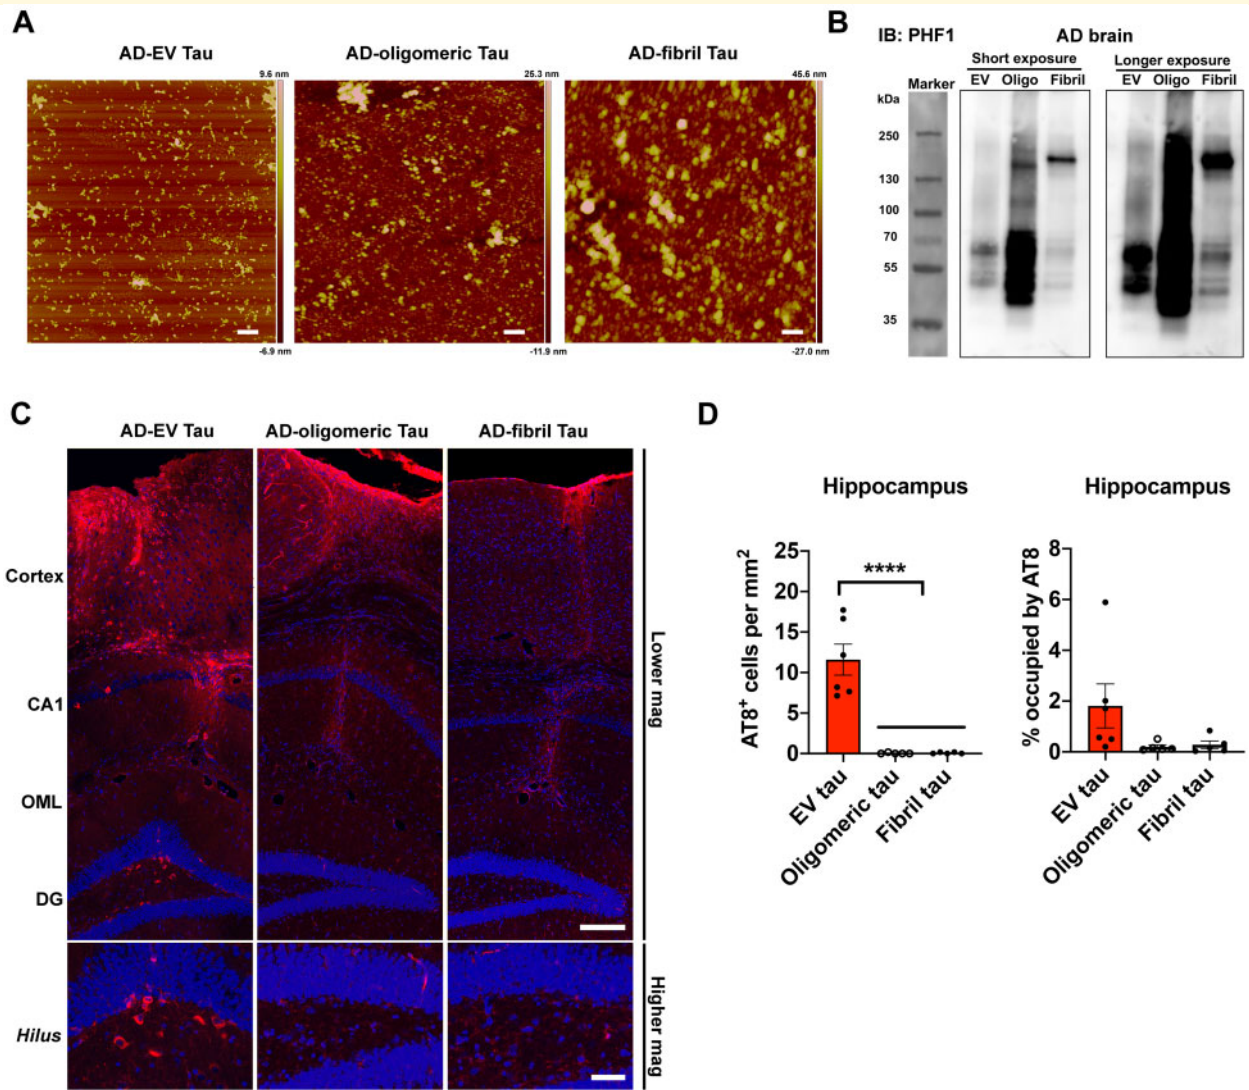 A
AD-EV Tau
AD-oligomeric Tau
AD-fibril Tau
9.6 nm
26.3 nm
46.6 nm
-6.9 nm
-11.9 nm
-27.0 nm
B
IB: PHF1
AD brain
Short exposure
Longer exposure
Marker
EV
Oligo
Fibril
EV
Oligo
Fibril
kDa
250
130
100
70
55
35
C
AD-EV Tau
AD-oligomeric Tau
AD-fibril Tau
Cortex
CA1
OML
DG
Hilus
Lower mag
Higher mag
D
Hippocampus
AT8+ cells per mm2
25
20
15
10
5
0
****
EV tau
Oligomeric tau
Fibril tau
Hippocampus
% occupied by AT8
8
6
4
2
0
EV tau
Oligomeric tau
Fibril tau